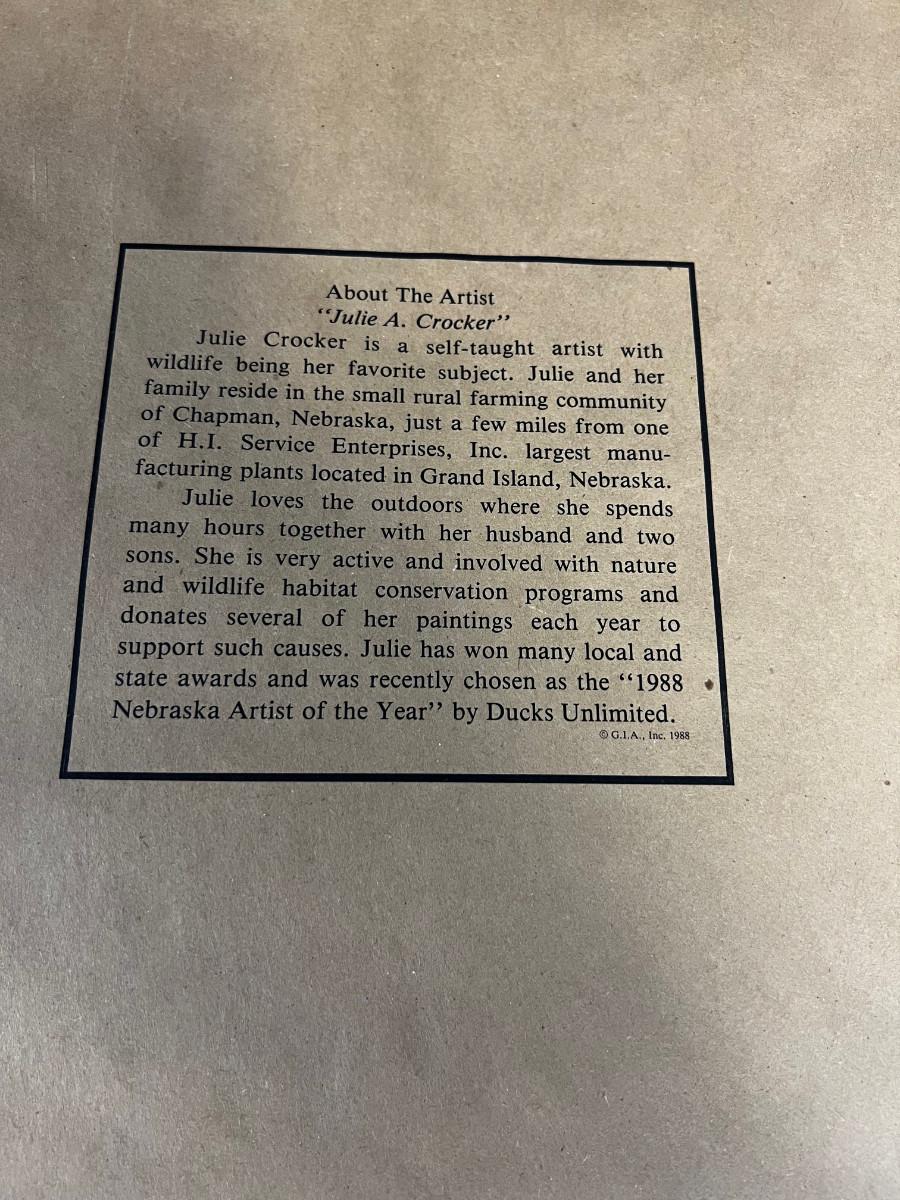 About The Artist
“Julie A. Crocker”
Julie Crocker is a self-taught artist with
wildlife being her favorite subject. Julie and her
family reside in the small rural farming community
of Chapman, Nebraska, just a few miles from one
of H.I. Service Enterprises, Inc. largest manu-
facturing plants located in Grand Island, Nebraska.
Julie loves the outdoors where she spends
many hours together with her husband and two
sons. She is very active and involved with nature
and wildlife habitat conservation programs and
donates several of her paintings each year to
support such causes. Julie has won many local and
state awards and was recently chosen as the “1988
Nebraska Artist of the Year” by Ducks Unlimited.
© G.I.A., Inc. 1988